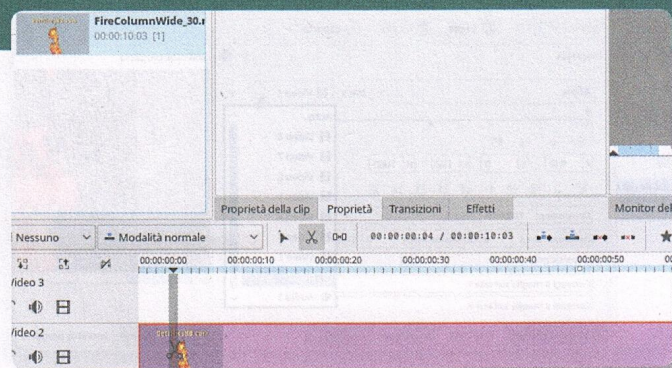 FireColumnWide_30.
00:00:10:03 [1]
Proprietà della clip
Proprietà
Transizioni
Effetti
Monitor del
Nessuno
Modalità normale
00:00:00:04 / 00:00:10:03
00:00:00:00
00:00:00:10
00:00:00:20
00:00:00:30
00:00:00:40
00:00:00:50
Video 3
Video 2